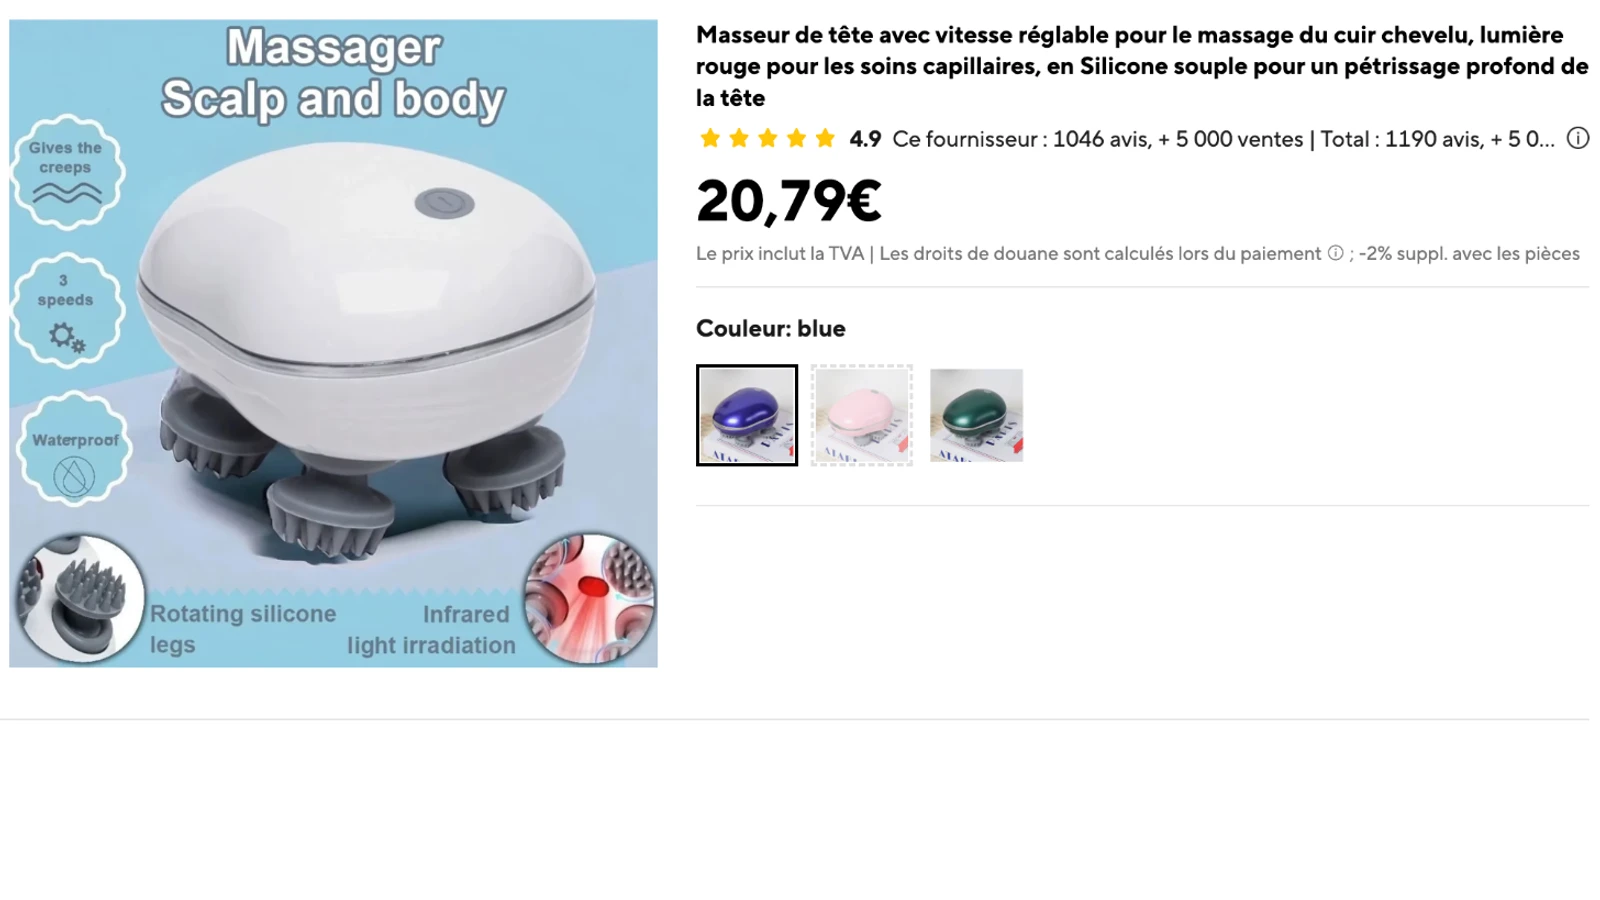 Massager
Scalp and body
Gives the
creeps
3
speeds
Waterproof
Rotating silicone
legs
Infrared
light irradiation
Masseur de tête avec vitesse réglable pour le massage du cuir chevelu, lumière
rouge pour les soins capillaires, en Silicone souple pour un pétrissage profond de
la tête
4.9 Ce fournisseur : 1046 avis, + 5 000 ventes | Total : 1190 avis, + 5 0...
20,79€
Le prix inclut la TVA | Les droits de douane sont calculés lors du paiement ; -2% suppl. avec les pièces
Couleur: blue